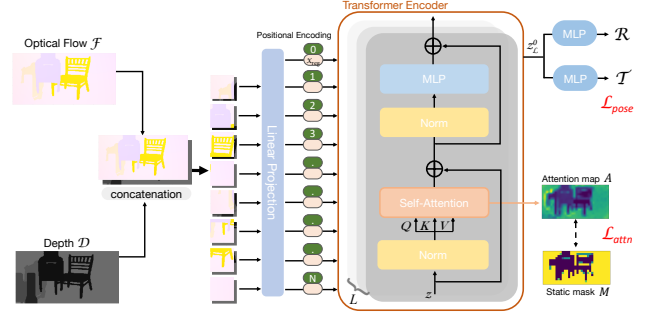 Transformer Encoder
Positional Encoding
Optical Flow ℱ
concatenation
Depth 𝒟
Linear Projection
0
1
2
3
.
.
.
.
N
MLP
Norm
Self-Attention
Q K V
Norm
z
L
z_L^0
MLP
ℛ
MLP
𝒯
ℒ_pose
Attention map A
ℒ_attn
Static mask M